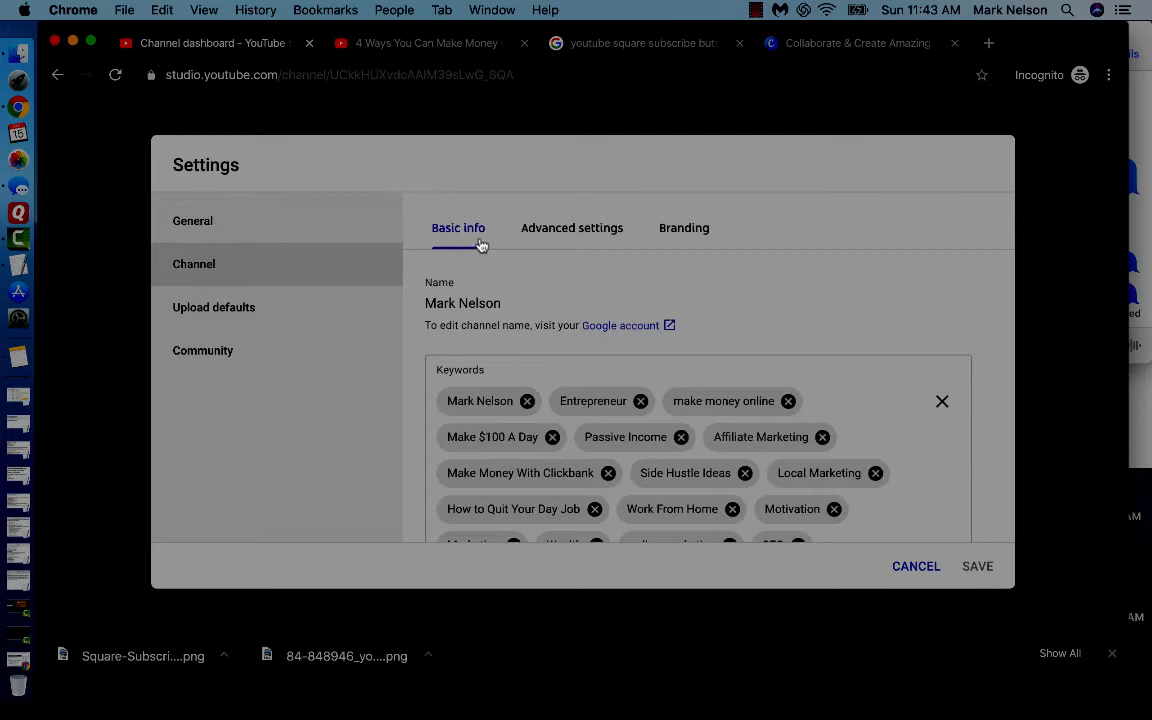 Chrome File Edit View History Bookmarks People Tab Window Help Sun 11:43 AM Mark Nelson
Channel dashboard - YouTube 4 Ways You Can Make Money youtube square subscribe but Collaborate & Create Amazing
studio.youtube.com/channel/UCkkHUXvdcAAIM39sLwG_8QA Incognito
Settings
General
Channel
Upload defaults
Community
Basic info Advanced settings Branding
Name
Mark Nelson
To edit channel name, visit your Google account
Keywords
Mark Nelson Entrepreneur make money online
Make $100 A Day Passive Income Affiliate Marketing
Make Money With Clickbank Side Hustle Ideas Local Marketing
How to Quit Your Day Job Work From Home Motivation
CANCEL SAVE
Square-Subscri....png 84-848946_yo....png Show All
AM
AM